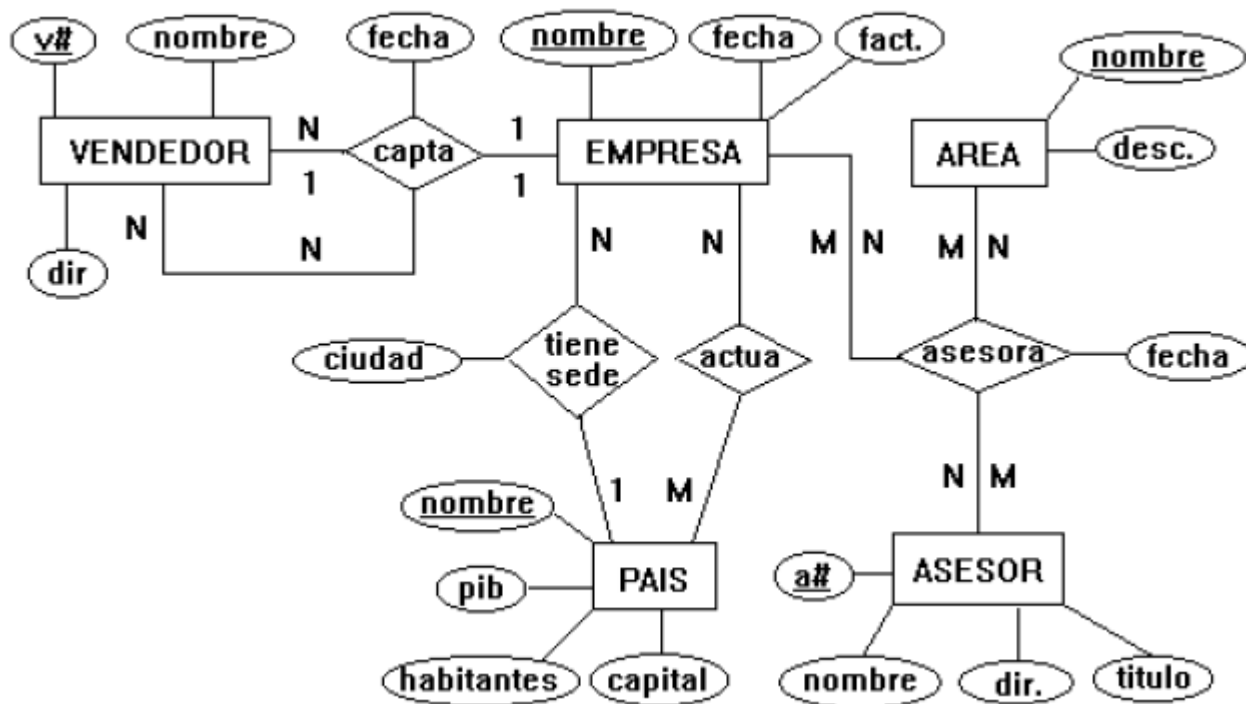 v# nombre fecha nombre fecha fact.
nombre
VENDEDOR N capta 1 EMPRESA AREA desc.
1 1
N N N N M N M N
dir
ciudad tiene sede actua asesora fecha
1 M N M
nombre
pib PAIS a# ASESOR
habitantes capital nombre dir. titulo